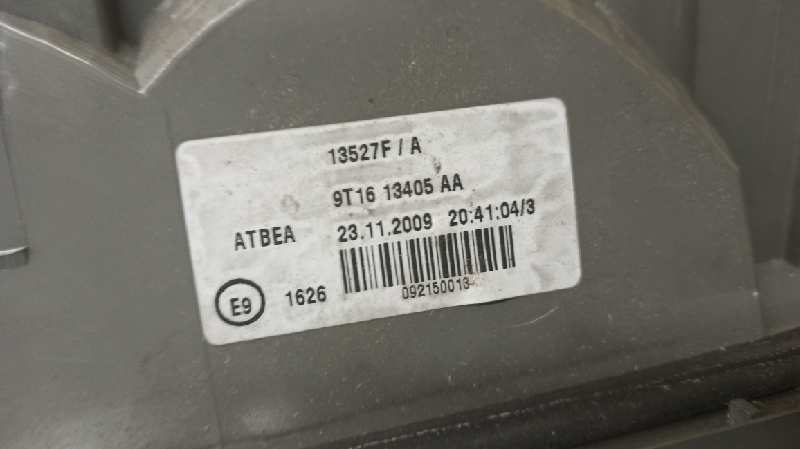 13527F / A
9T16 13405 AA
ATBEA 23.11.2009 20:41:04/3
E9 1626
092150013